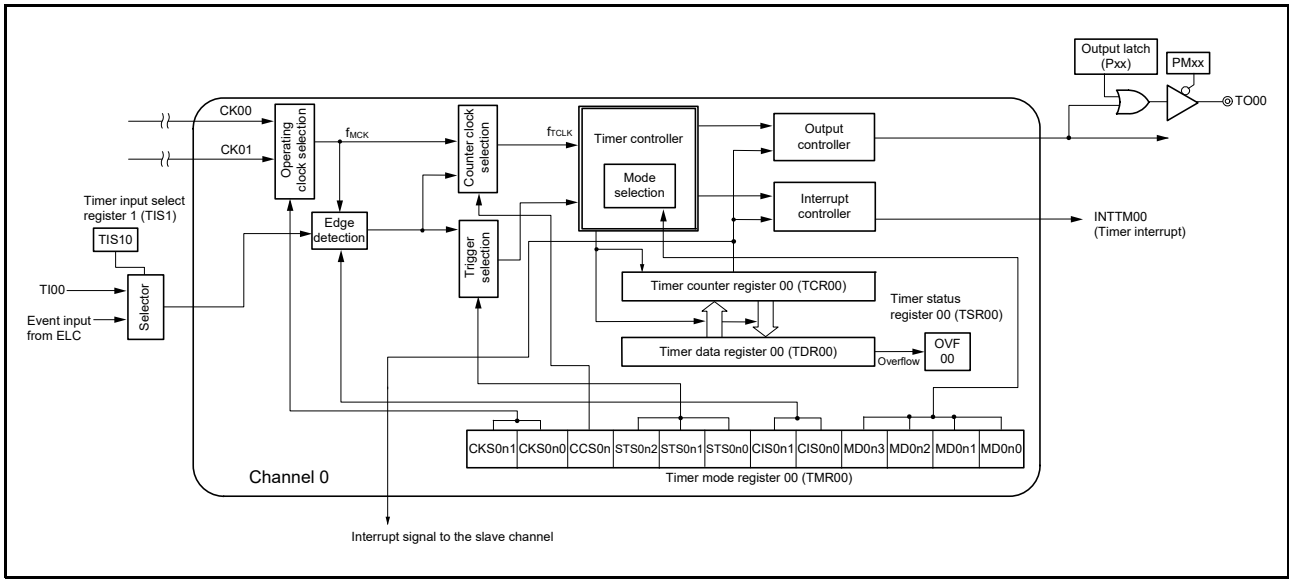 Output latch
(Pxx)
PMxx
TO00
CK00
CK01
Operating
clock selection
fMCK
Counter clock
selection
fTCLK
Timer controller
Mode
selection
Output
controller
Interrupt
controller
INTTM00
(Timer interrupt)
Timer input select
register 1 (TIS1)
TIS10
Edge
detection
Trigger
selection
TI00
Event input
from ELC
Selector
Timer counter register 00 (TCR00)
Timer status
register 00 (TSR00)
Timer data register 00 (TDR00)
Overflow
OVF
00
CKS0n1 CKS0n0 CCS0n STS0n2 STS0n1 STS0n0 CIS0n1 CIS0n0 MD0n3 MD0n2 MD0n1 MD0n0
Timer mode register 00 (TMR00)
Channel 0
Interrupt signal to the slave channel